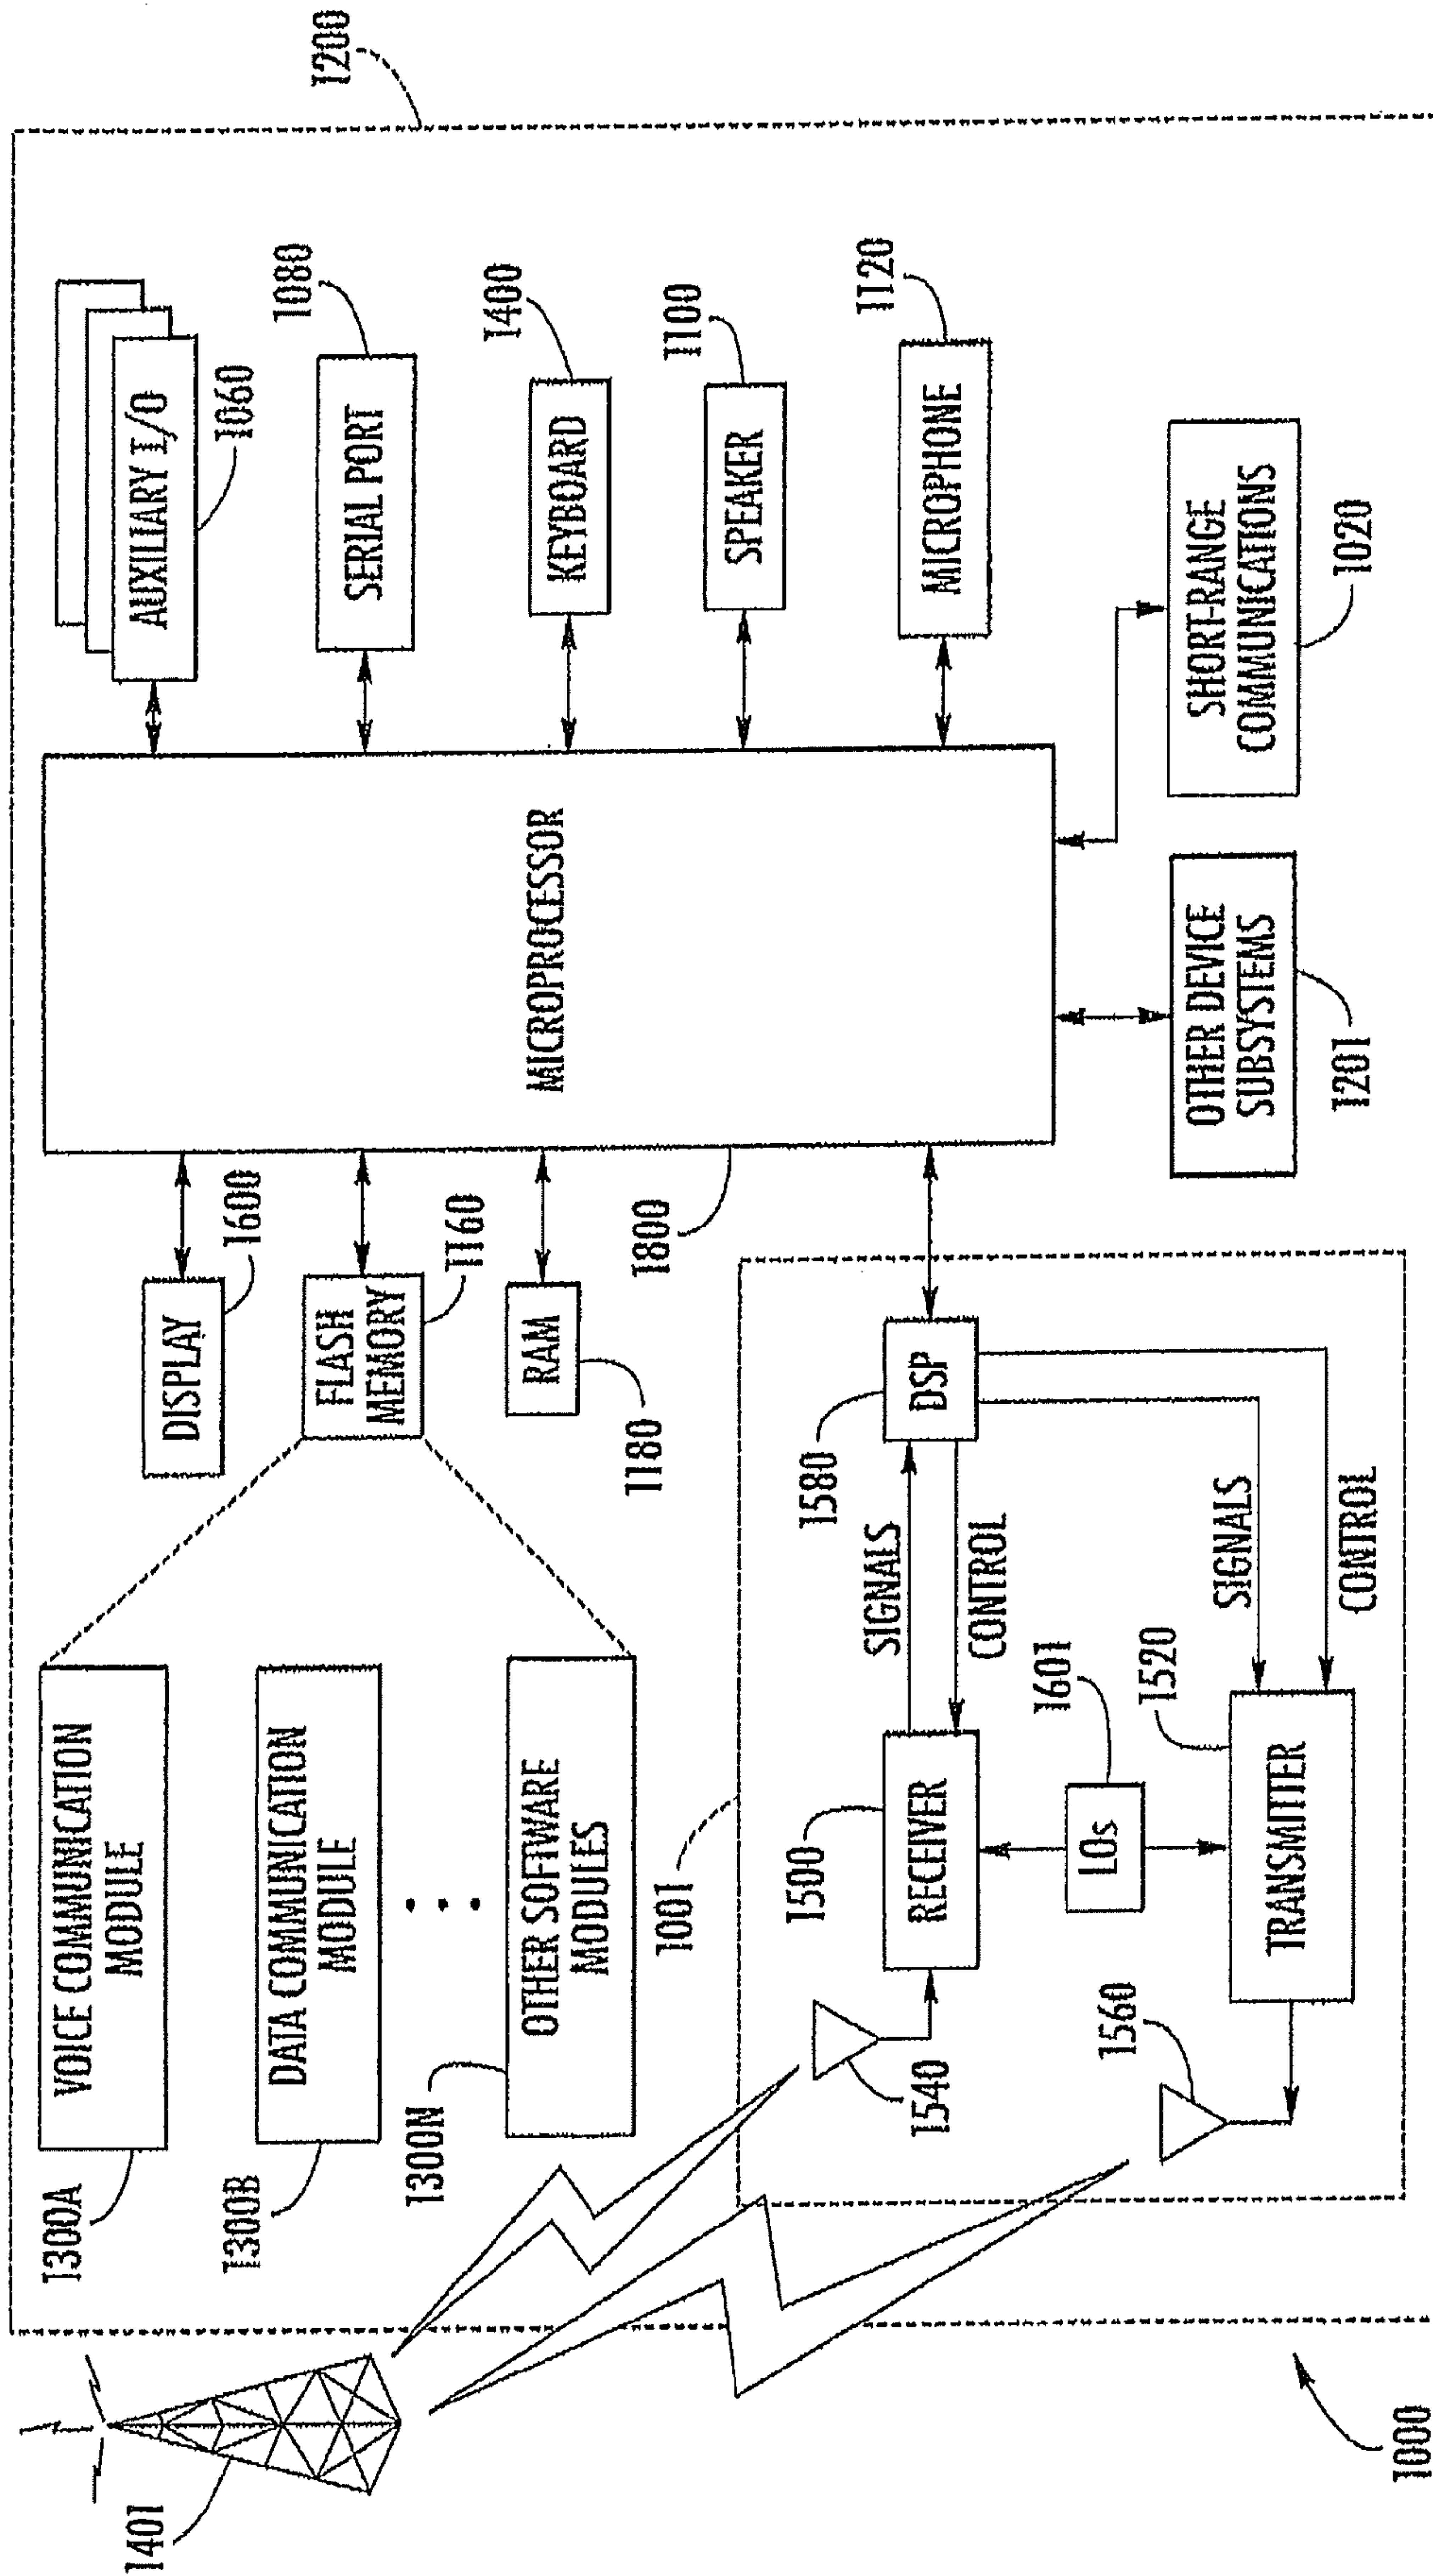 1200
VOICE COMMUNICATION
MODULE
1300A
DATA COMMUNICATION
MODULE
1300B
OTHER SOFTWARE
MODULES
1300N
DISPLAY
1600
FLASH
MEMORY
1160
RAM
1180
MICROPROCESSOR
1800
AUXILIARY I/O
1060
SERIAL PORT
1080
KEYBOARD
1400
SPEAKER
1100
MICROPHONE
1120
SHORT-RANGE
COMMUNICATIONS
1020
OTHER DEVICE
SUBSYSTEMS
1201
1001
DSP
1580
SIGNALS
CONTROL
RECEIVER
1500
1540
LOs
1601
SIGNALS
CONTROL
TRANSMITTER
1520
1560
1401
1000